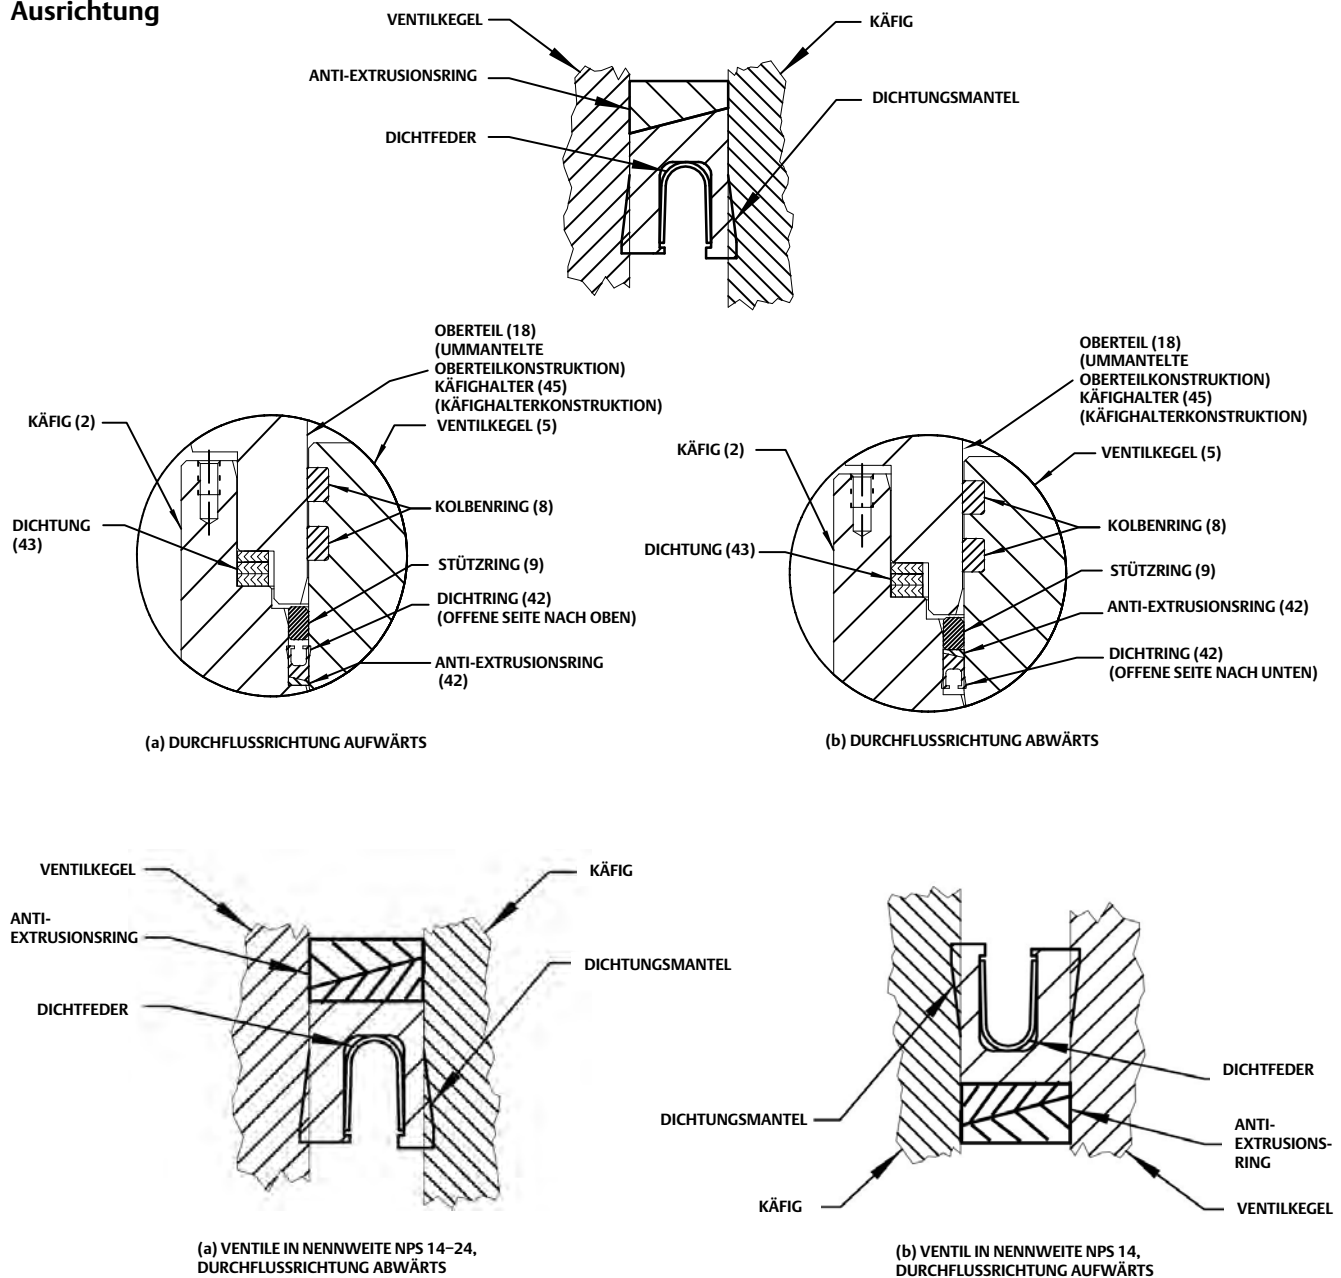 Ausrichtung
VENTILKEGEL
KÄFIG
ANTI-EXTRUSIONSRING
DICHTUNGSMANTEL
DICHTFEDER
OBERTEIL (18)
(UMMANTELTE
OBERTEILKONSTRUKTION)
KÄFIGHALTER (45)
(KÄFIGHALTERKONSTRUKTION)
VENTILKEGEL (5)
KÄFIG (2)
KOLBENRING (8)
DICHTUNG
(43)
STÜTZRING (9)
DICHTRING (42)
(OFFENE SEITE NACH OBEN)
ANTI-EXTRUSIONSRING
(42)
(a) DURCHFLUSSRICHTUNG AUFWÄRTS
OBERTEIL (18)
(UMMANTELTE
OBERTEILKONSTRUKTION)
KÄFIGHALTER (45)
(KÄFIGHALTERKONSTRUKTION)
KÄFIG (2)
VENTILKEGEL (5)
KOLBENRING (8)
DICHTUNG (43)
STÜTZRING (9)
ANTI-EXTRUSIONSRING (42)
DICHTRING (42)
(OFFENE SEITE NACH UNTEN)
(b) DURCHFLUSSRICHTUNG ABWÄRTS
VENTILKEGEL
KÄFIG
ANTI-
EXTRUSIONSRING
DICHTUNGSMANTEL
DICHTFEDER
(a) VENTILE IN NENNWEITE NPS 14–24,
DURCHFLUSSRICHTUNG ABWÄRTS
DICHTFEDER
DICHTUNGSMANTEL
ANTI-
EXTRUSIONS-
RING
KÄFIG
VENTILKEGEL
(b) VENTIL IN NENNWEITE NPS 14,
DURCHFLUSSRICHTUNG AUFWÄRTS